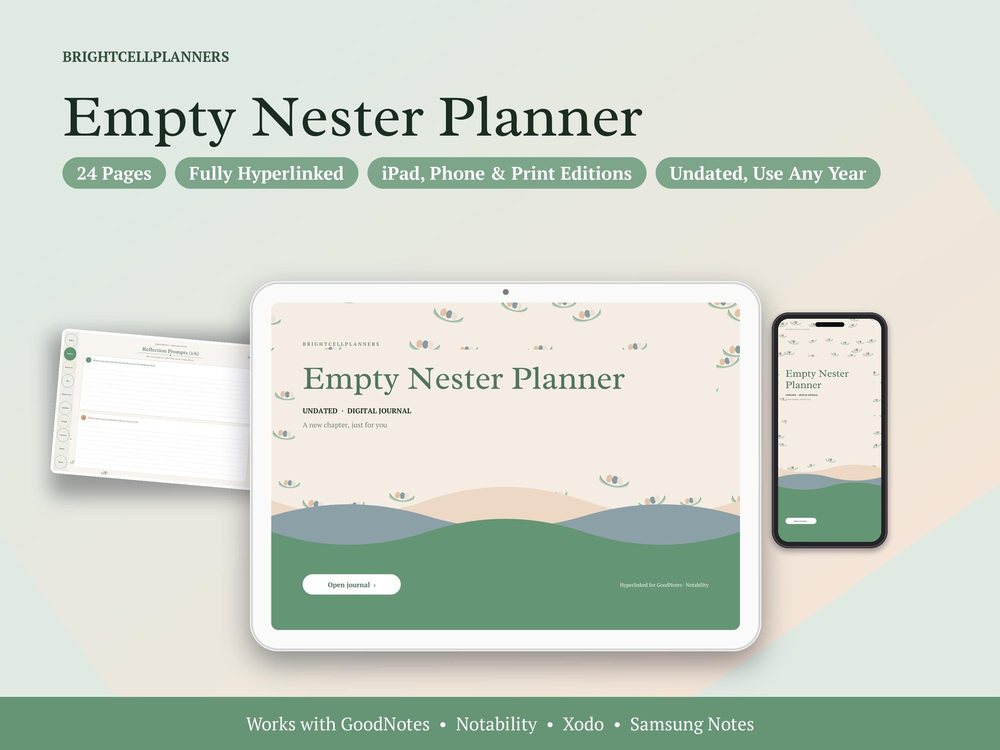 BRIGHTCELLPLANNERS
Empty Nester Planner
24 Pages
Fully Hyperlinked
iPad, Phone & Print Editions
Undated, Use Any Year
Reflection Prompts (1/6)
BRIGHTCELLPLANNERS
Empty Nester Planner
UNDATED · DIGITAL JOURNAL
A new chapter, just for you
Open journal ›
Hyperlinked for GoodNotes · Notability
Empty Nester
Planner
Works with GoodNotes • Notability • Xodo • Samsung Notes